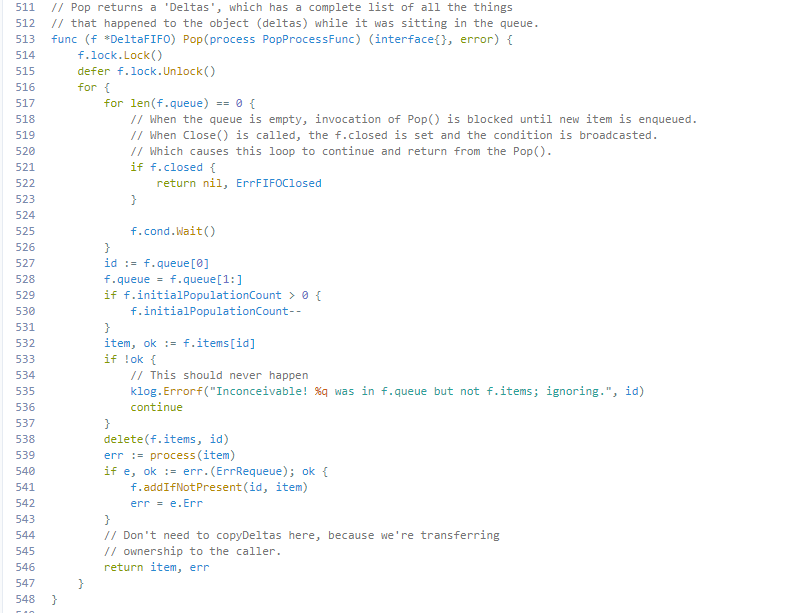 511 // Pop returns a 'Deltas', which has a complete list of all the things
512 // that happened to the object (deltas) while it was sitting in the queue.
513 func (f *DeltaFIFO) Pop(process PopProcessFunc) (interface{}, error) {
514     f.lock.Lock()
515     defer f.lock.Unlock()
516     for {
517         for len(f.queue) == 0 {
518             // When the queue is empty, invocation of Pop() is blocked until new item is enqueued.
519             // When Close() is called, the f.closed is set and the condition is broadcasted.
520             // Which causes this loop to continue and return from the Pop().
521             if f.closed {
522                 return nil, ErrFIFOClosed
523             }
524
525             f.cond.Wait()
526         }
527         id := f.queue[0]
528         f.queue = f.queue[1:]
529         if f.initialPopulationCount > 0 {
530             f.initialPopulationCount--
531         }
532         item, ok := f.items[id]
533         if !ok {
534             // This should never happen
535             klog.Errorf("Inconceivable! %q was in f.queue but not f.items; ignoring.", id)
536             continue
537         }
538         delete(f.items, id)
539         err := process(item)
540         if e, ok := err.(ErrRequeue); ok {
541             f.addIfNotPresent(id, item)
542             err = e.Err
543         }
544         // Don't need to copyDeltas here, because we're transferring
545         // ownership to the caller.
546         return item, err
547     }
548 }